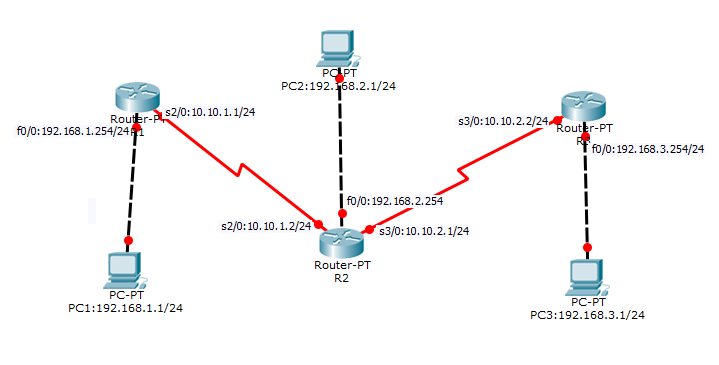 PC-PT
PC2:192.168.2.1/24
s2/0:10.10.1.1/24
Router-PT
R1
f0/0:192.168.1.254/24
s3/0:10.10.2.2/24
Router-PT
f0/0:192.168.3.254/24
f0/0:192.168.2.254
s2/0:10.10.1.2/24
s3/0:10.10.2.1/24
Router-PT
R2
PC-PT
PC1:192.168.1.1/24
PC-PT
PC3:192.168.3.1/24